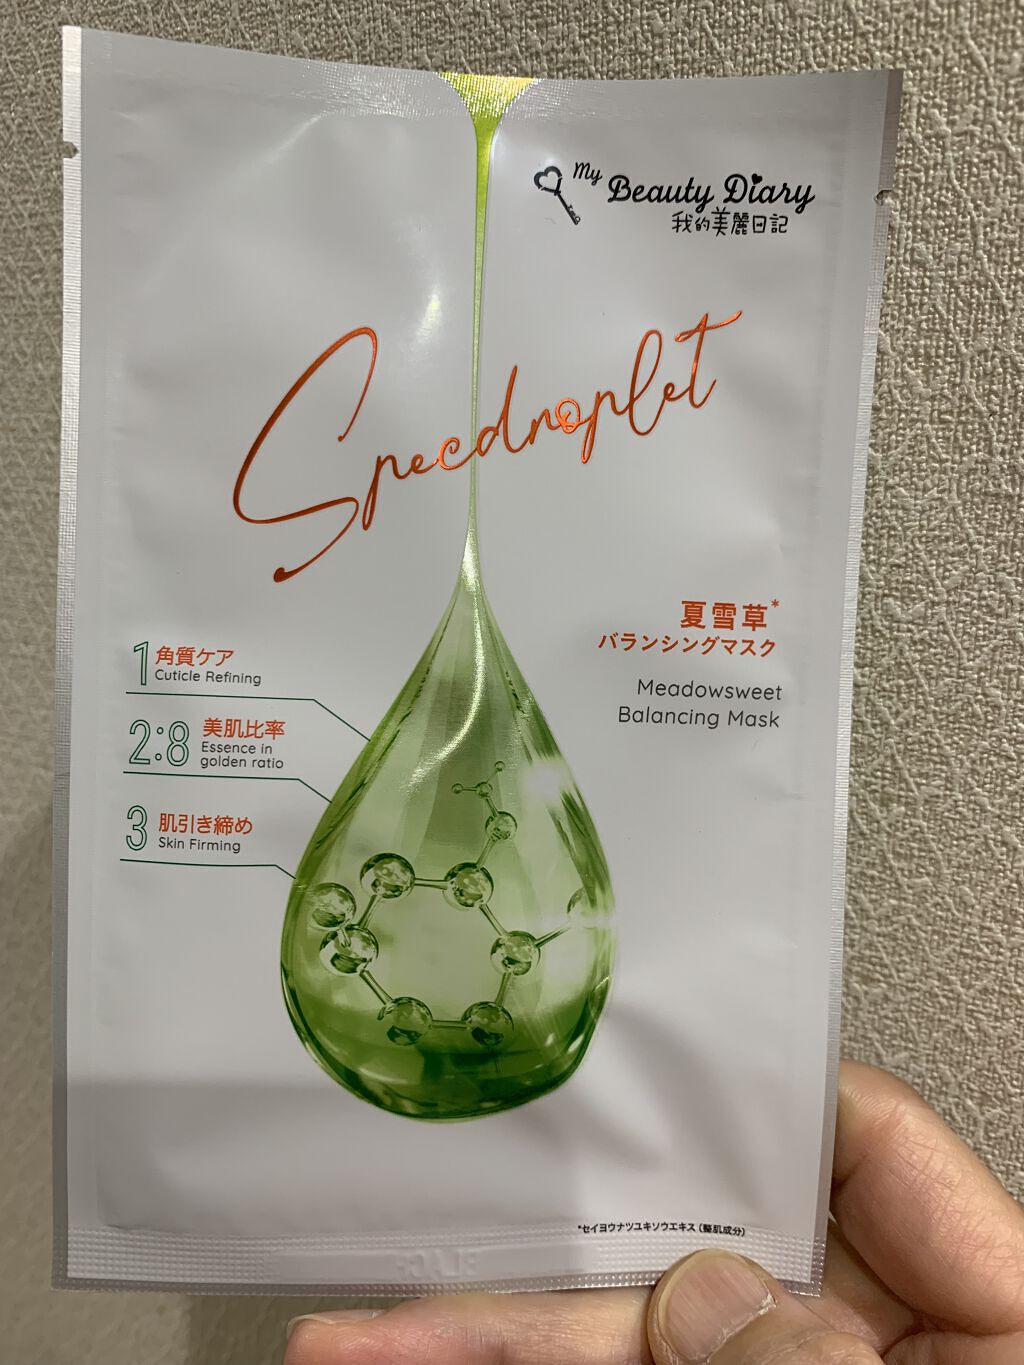 My Beauty Diary
我的美麗日記
Specdroplet
夏雪草*
バランシングマスク
Meadowsweet
Balancing Mask
1 角質ケア
Cuticle Refining
2:8 美肌比率
Essence in
golden ratio
3 肌引き締め
Skin Firming
*セイヨウナツユキソウエキス（整肌成分）